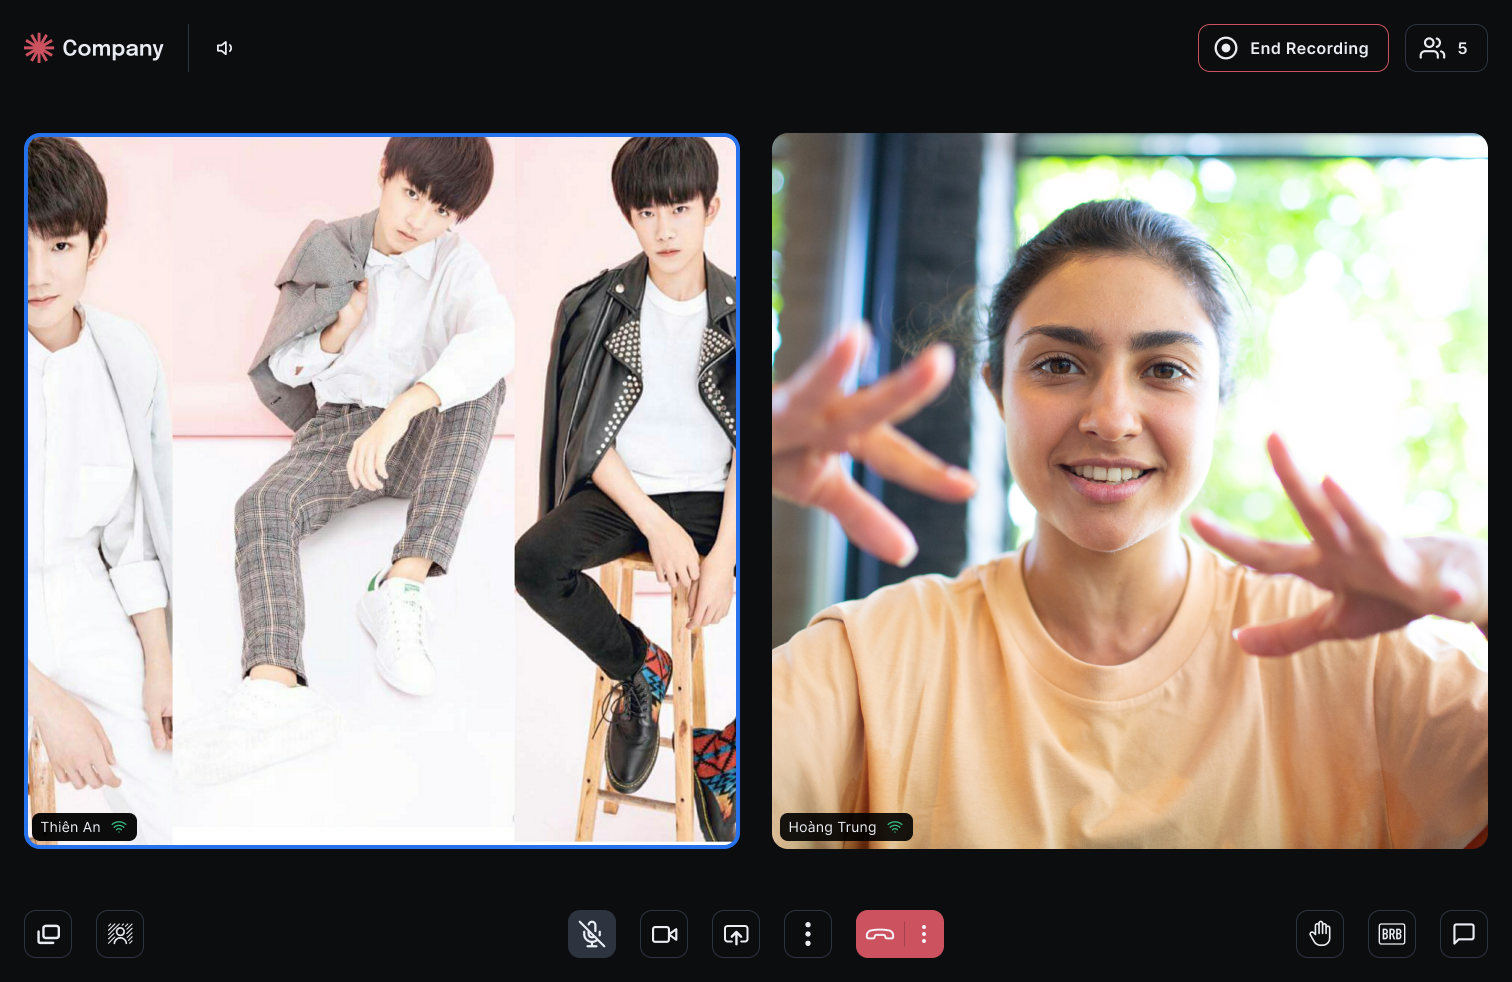 Company
End Recording
5
Thiên An
Hoàng Trung
BRB